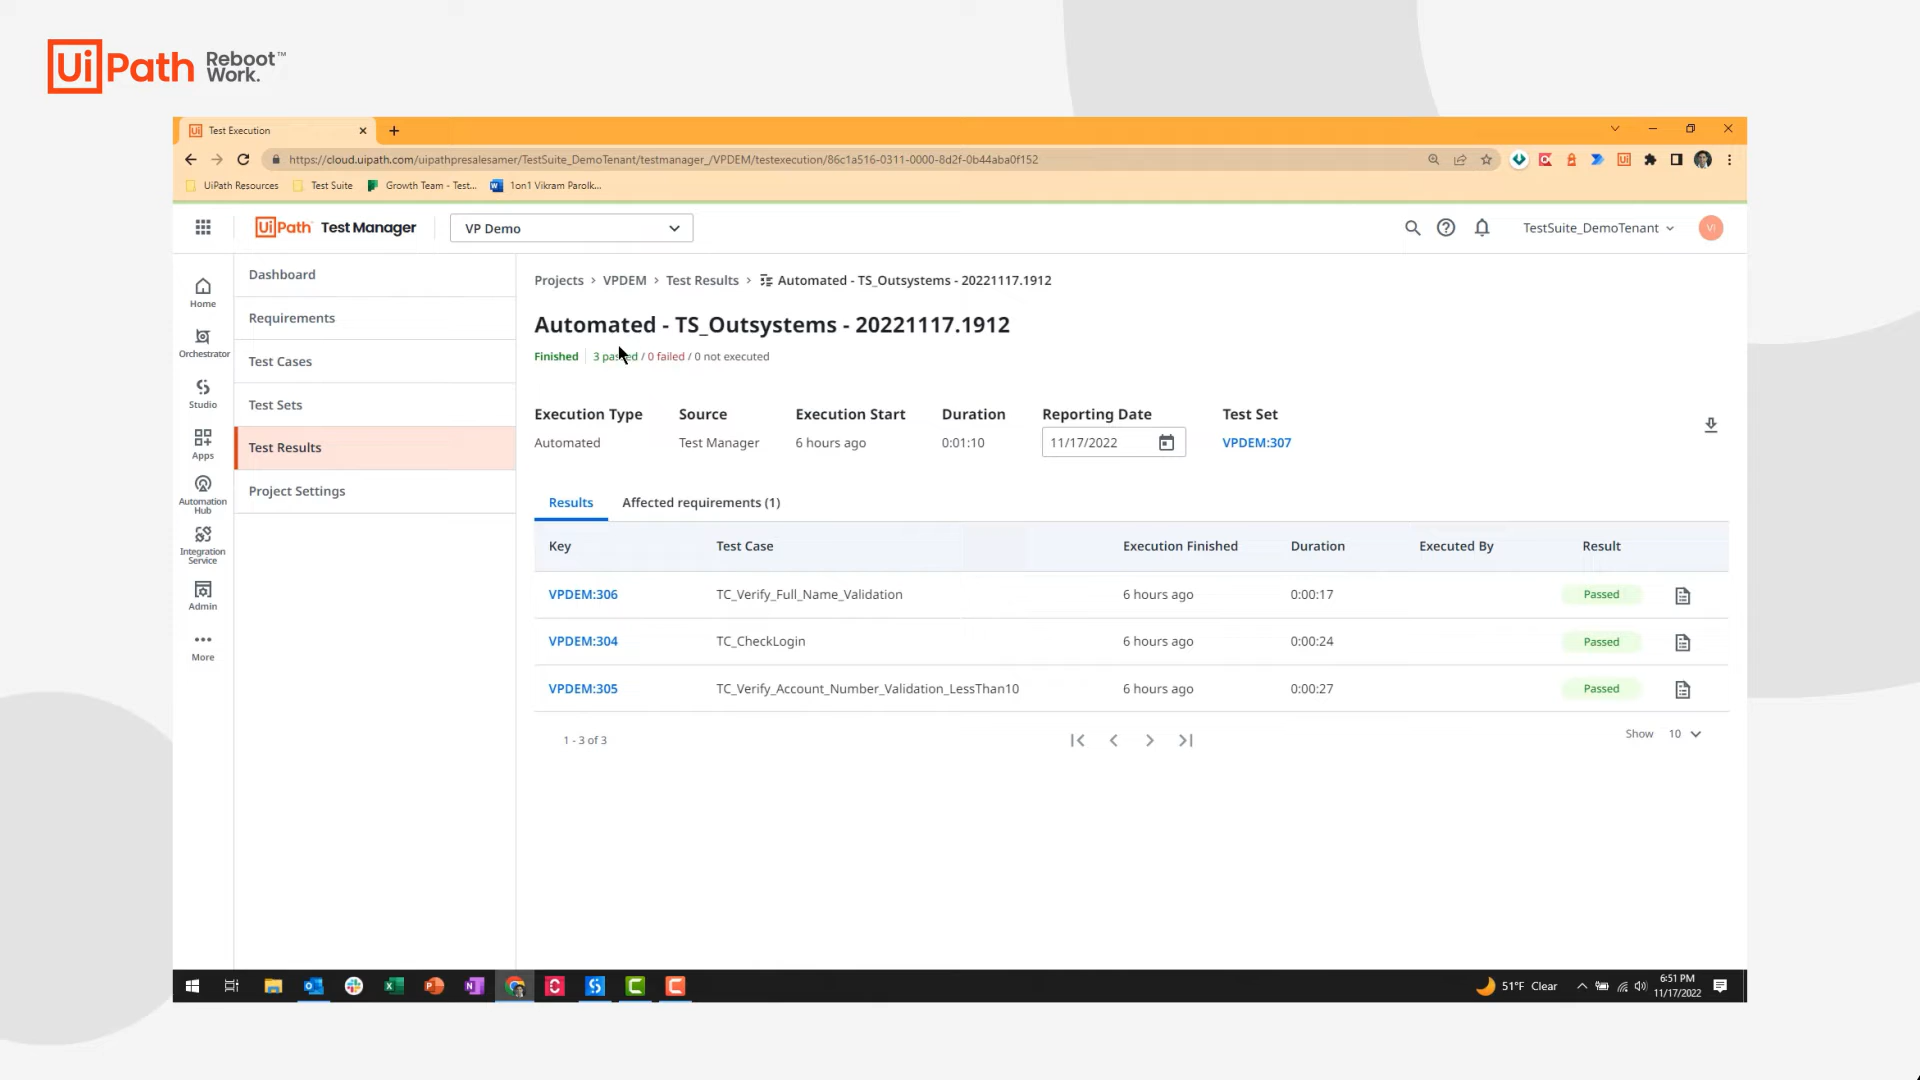 UiPath Reboot™ Work.
Test Execution
https://cloud.uipath.com/uipathpresalesamer/TestSuite_DemoTenant/testmanager_/VPDEM/testexecution/86c1a516-0311-0000-8d2f-0b44aba0f152
UiPath Resources Test Suite Growth Team - Test... 1on1 Vikram Parolk...
UiPath Test Manager VP Demo TestSuite_DemoTenant VI
Home
Orchestrator
Studio
Apps
Automation Hub
Integration Service
Admin
More
Dashboard
Requirements
Test Cases
Test Sets
Test Results
Project Settings
Projects > VPDEM > Test Results > Automated - TS_Outsystems - 20221117.1912
Automated - TS_Outsystems - 20221117.1912
Finished 3 passed / 0 failed / 0 not executed
Execution Type Source Execution Start Duration Reporting Date Test Set
Automated Test Manager 6 hours ago 0:01:10 11/17/2022 VPDEM:307
Results Affected requirements (1)
Key Test Case Execution Finished Duration Executed By Result
VPDEM:306 TC_Verify_Full_Name_Validation 6 hours ago 0:00:17 Passed
VPDEM:304 TC_CheckLogin 6 hours ago 0:00:24 Passed
VPDEM:305 TC_Verify_Account_Number_Validation_LessThan10 6 hours ago 0:00:27 Passed
1 - 3 of 3 Show 10
51°F Clear 6:51 PM
11/17/2022